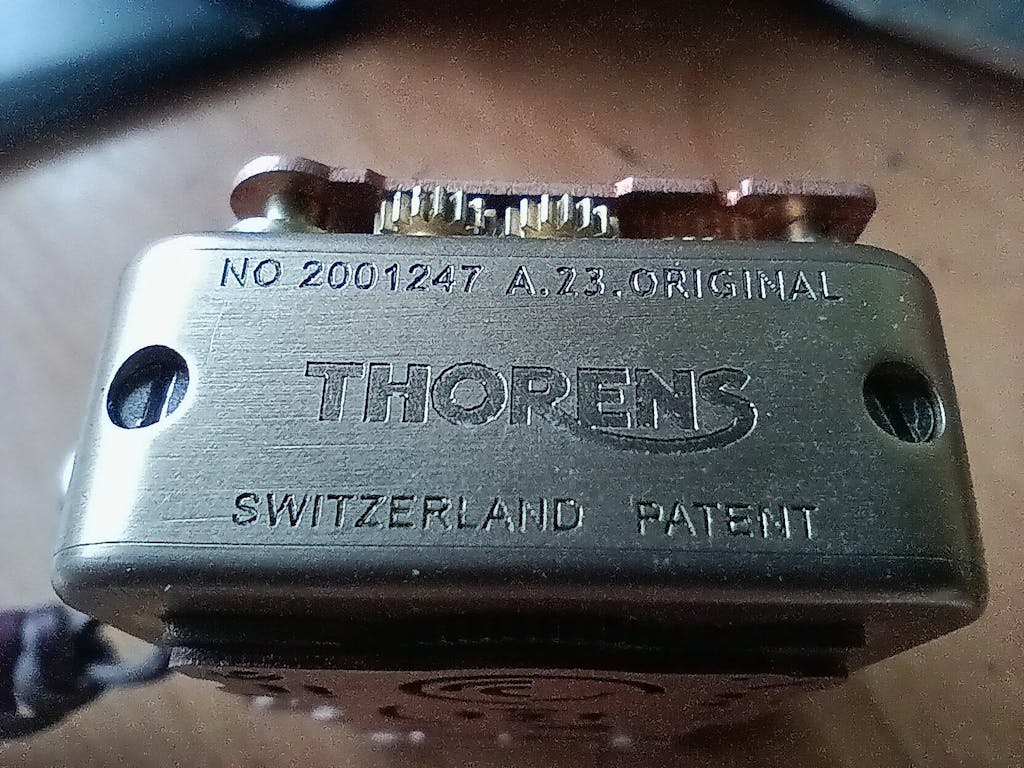 NO 2001247 A.23.ORIGINAL
THORENS
SWITZERLAND PATENT